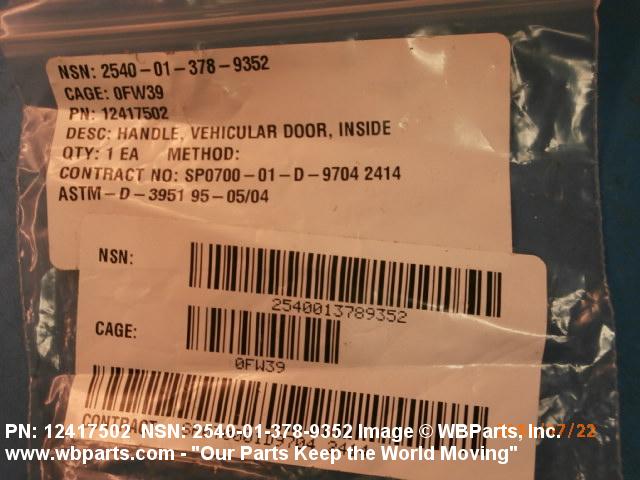 NSN: 2540-01-378-9352
CAGE: 0FW39
PN: 12417502
DESC: HANDLE, VEHICULAR DOOR, INSIDE
QTY: 1 EA METHOD:
CONTRACT NO: SP0700-01-D-9704 2414
ASTM-D-3951 95-05/04
NSN:
2540013789352
CAGE:
0FW39
CONTRACT
PN: 12417502 NSN: 2540-01-378-9352 Image © WBParts, Inc.
www.wbparts.com - "Our Parts Keep the World Moving"